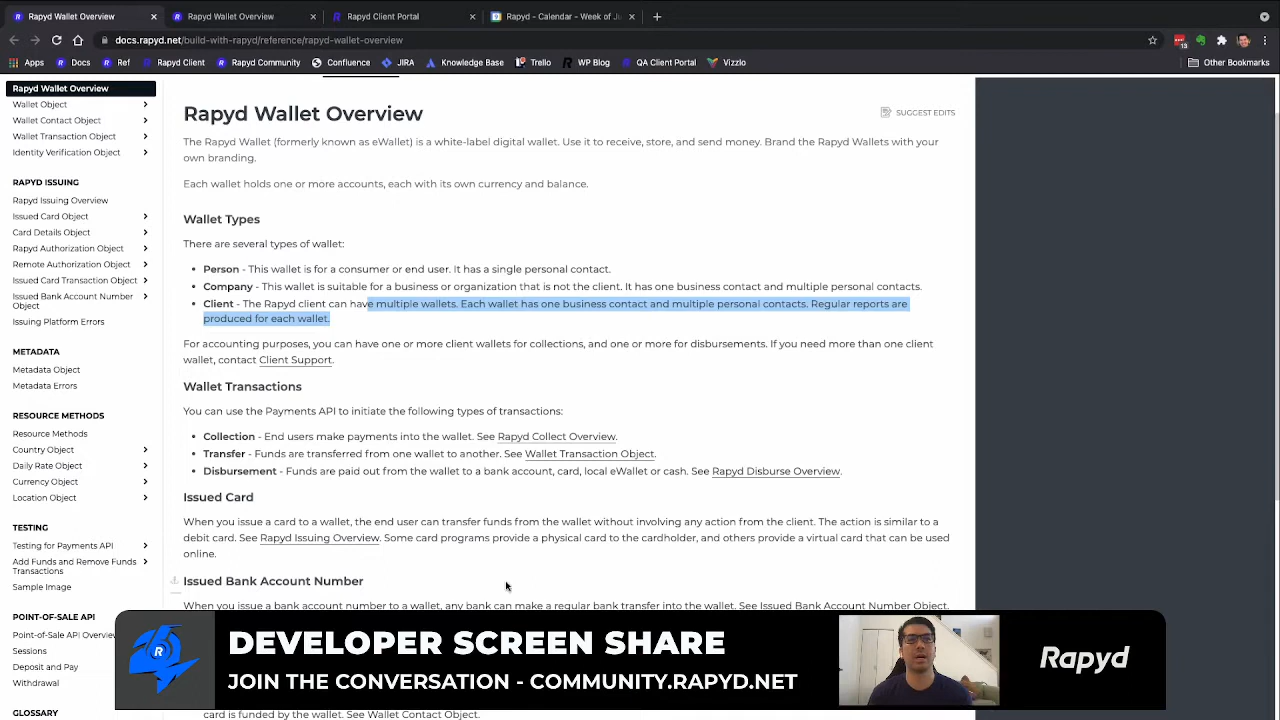 Rapyd Wallet Overview
Rapyd Wallet Overview
Rapyd Client Portal
Rapyd - Calendar - Week of Ju
docs.rapyd.net/build-with-rapyd/reference/rapyd-wallet-overview
13
Apps
Docs
Ref
Rapyd Client
Rapyd Community
Confluence
JIRA
Knowledge Base
Trello
WP Blog
QA Client Portal
Vizzlo
Other Bookmarks
Rapyd Wallet Overview
Wallet Object
Wallet Contact Object
Wallet Transaction Object
Identity Verification Object
RAPYD ISSUING
Rapyd Issuing Overview
Issued Card Object
Card Details Object
Rapyd Authorization Object
Remote Authorization Object
Issued Card Transaction Object
Issued Bank Account Number
Object
Issuing Platform Errors
METADATA
Metadata Object
Metadata Errors
RESOURCE METHODS
Resource Methods
Country Object
Daily Rate Object
Currency Object
Location Object
TESTING
Testing for Payments API
Add Funds and Remove Funds
Transactions
Sample Image
POINT-OF-SALE API
Point-of-Sale API Overview
Sessions
Deposit and Pay
Withdrawal
GLOSSARY
Rapyd Wallet Overview
SUGGEST EDITS
The Rapyd Wallet (formerly known as eWallet) is a white-label digital wallet. Use it to receive, store, and send money. Brand the Rapyd Wallets with your
own branding.
Each wallet holds one or more accounts, each with its own currency and balance.
Wallet Types
There are several types of wallet:
• Person - This wallet is for a consumer or end user. It has a single personal contact.
• Company - This wallet is suitable for a business or organization that is not the client. It has one business contact and multiple personal contacts.
• Client - The Rapyd client can have multiple wallets. Each wallet has one business contact and multiple personal contacts. Regular reports are
produced for each wallet.
For accounting purposes, you can have one or more client wallets for collections, and one or more for disbursements. If you need more than one client
wallet, contact Client Support.
Wallet Transactions
You can use the Payments API to initiate the following types of transactions:
• Collection - End users make payments into the wallet. See Rapyd Collect Overview.
• Transfer - Funds are transferred from one wallet to another. See Wallet Transaction Object.
• Disbursement - Funds are paid out from the wallet to a bank account, card, local eWallet or cash. See Rapyd Disburse Overview.
Issued Card
When you issue a card to a wallet, the end user can transfer funds from the wallet without involving any action from the client. The action is similar to a
debit card. See Rapyd Issuing Overview. Some card programs provide a physical card to the cardholder, and others provide a virtual card that can be used
online.
Issued Bank Account Number
When you issue a bank account number to a wallet, any bank can make a regular bank transfer into the wallet. See Issued Bank Account Number Object.
DEVELOPER SCREEN SHARE
JOIN THE CONVERSATION - COMMUNITY.RAPYD.NET
Rapyd
card is funded by the wallet. See Wallet Contact Object.